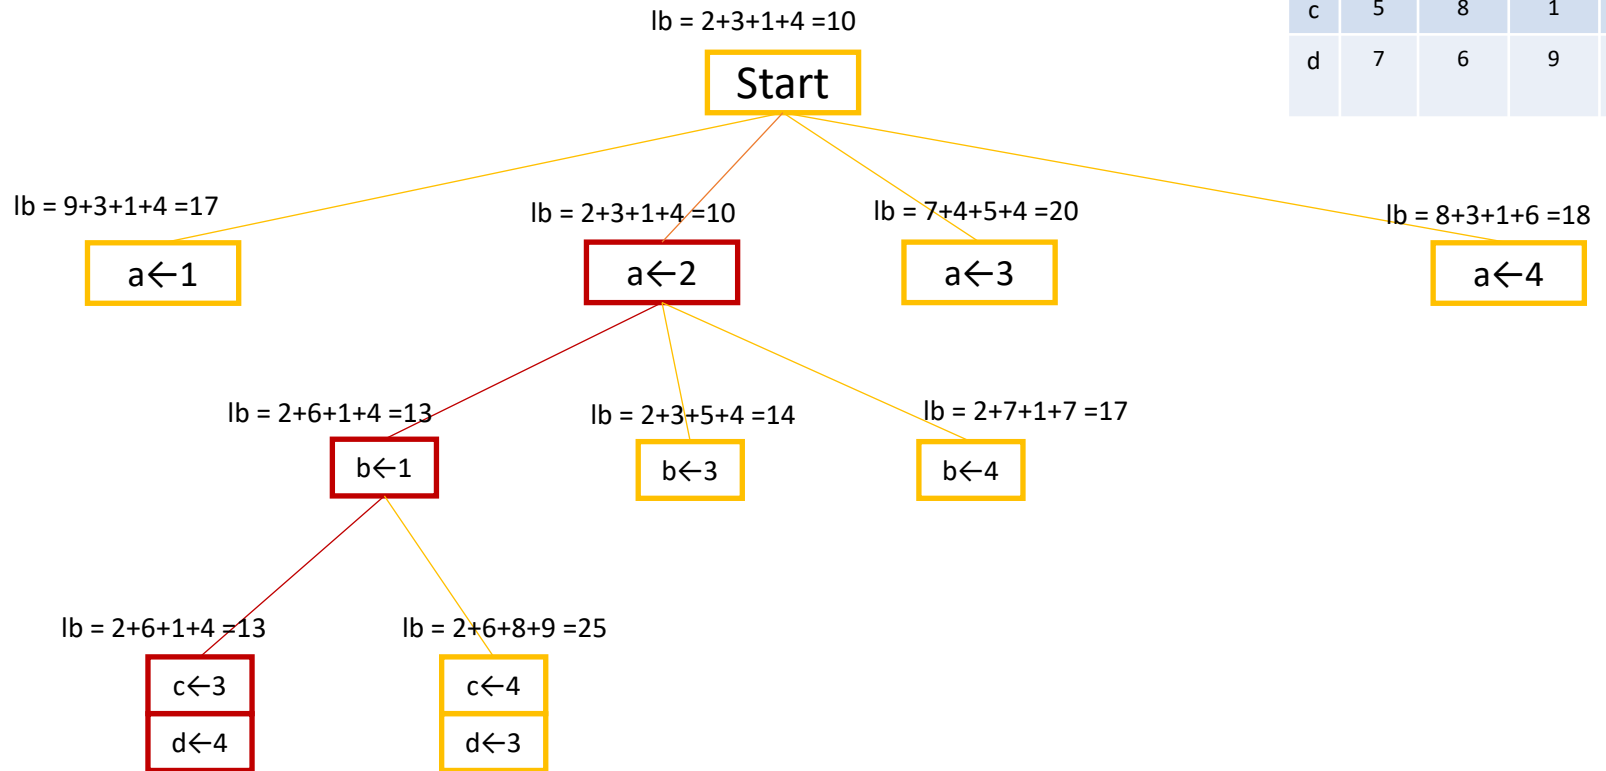 lb = 2+3+1+4 =10
c 5 8 1
Start
d 7 6 9
lb = 9+3+1+4 =17
lb = 2+3+1+4 =10
lb = 7+4+5+4 =20
lb = 8+3+1+6 =18
a←1
a←2
a←3
a←4
lb = 2+6+1+4 =13
lb = 2+3+5+4 =14
lb = 2+7+1+7 =17
b←1
b←3
b←4
lb = 2+6+1+4 =13
lb = 2+6+8+9 =25
c←3
c←4
d←4
d←3